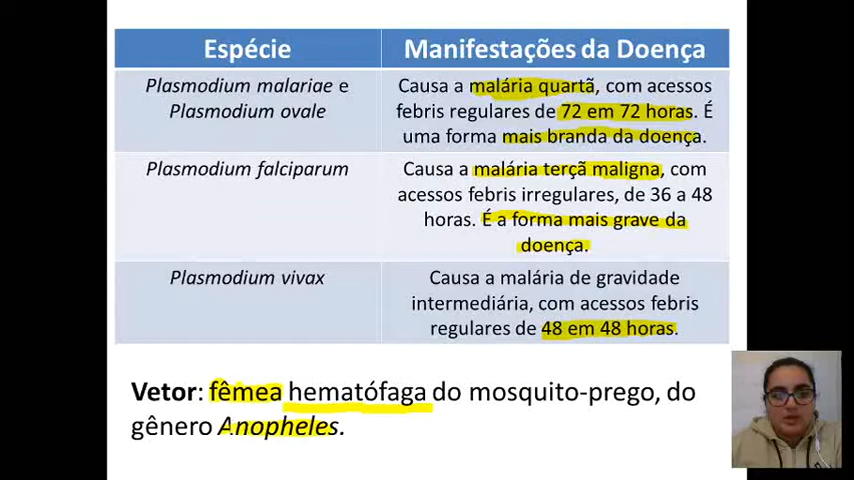 Espécie
Manifestações da Doença
Plasmodium malariae e
Plasmodium ovale
Causa a malária quartã, com acessos
febris regulares de 72 em 72 horas. É
uma forma mais branda da doença.
Plasmodium falciparum
Causa a malária terçã maligna, com
acessos febris irregulares, de 36 a 48
horas. É a forma mais grave da
doença.
Plasmodium vivax
Causa a malária de gravidade
intermediária, com acessos febris
regulares de 48 em 48 horas.
Vetor: fêmea hematófaga do mosquito-prego, do
gênero Anopheles.